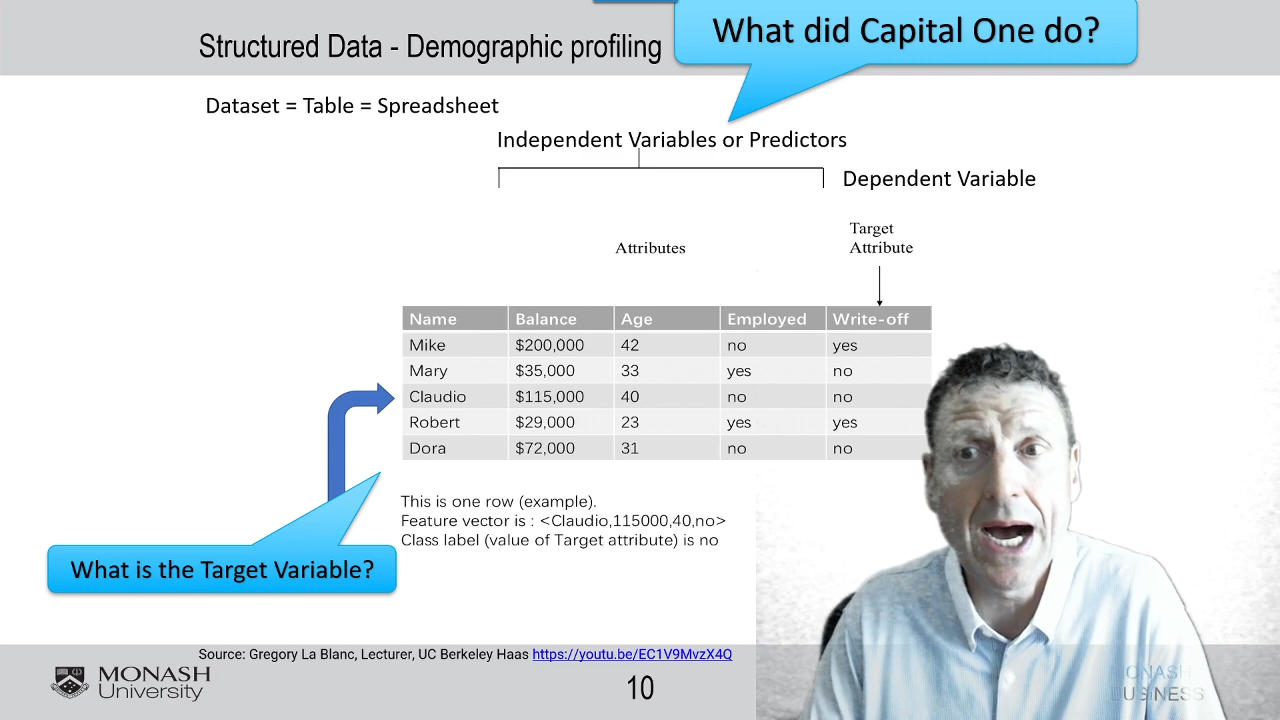 What did Capital One do?
Structured Data - Demographic profiling
Dataset = Table = Spreadsheet
Independent Variables or Predictors
Dependent Variable
Target
Attribute
Attributes
Name Balance Age Employed Write-off
Mike $200,000 42 no yes
Mary $35,000 33 yes no
Claudio $115,000 40 no no
Robert $29,000 23 yes yes
Dora $72,000 31 no no
This is one row (example).
Feature vector is : <Claudio,115000,40,no>
Class label (value of Target attribute) is no
What is the Target Variable?
Source: Gregory La Blanc, Lecturer, UC Berkeley Haas https://youtu.be/EC1V9MvzX4Q
MONASH
University
10
MONASH
BUSINESS